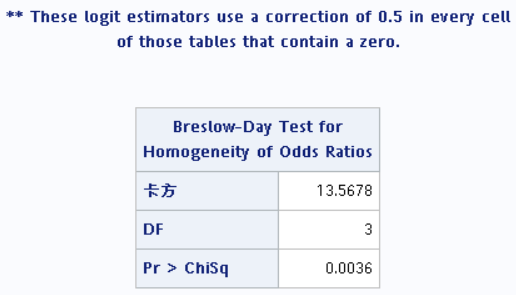 ** These logit estimators use a correction of 0.5 in every cell
of those tables that contain a zero.
Breslow-Day Test for
Homogeneity of Odds Ratios
卡方 13.5678
DF 3
Pr > ChiSq 0.0036